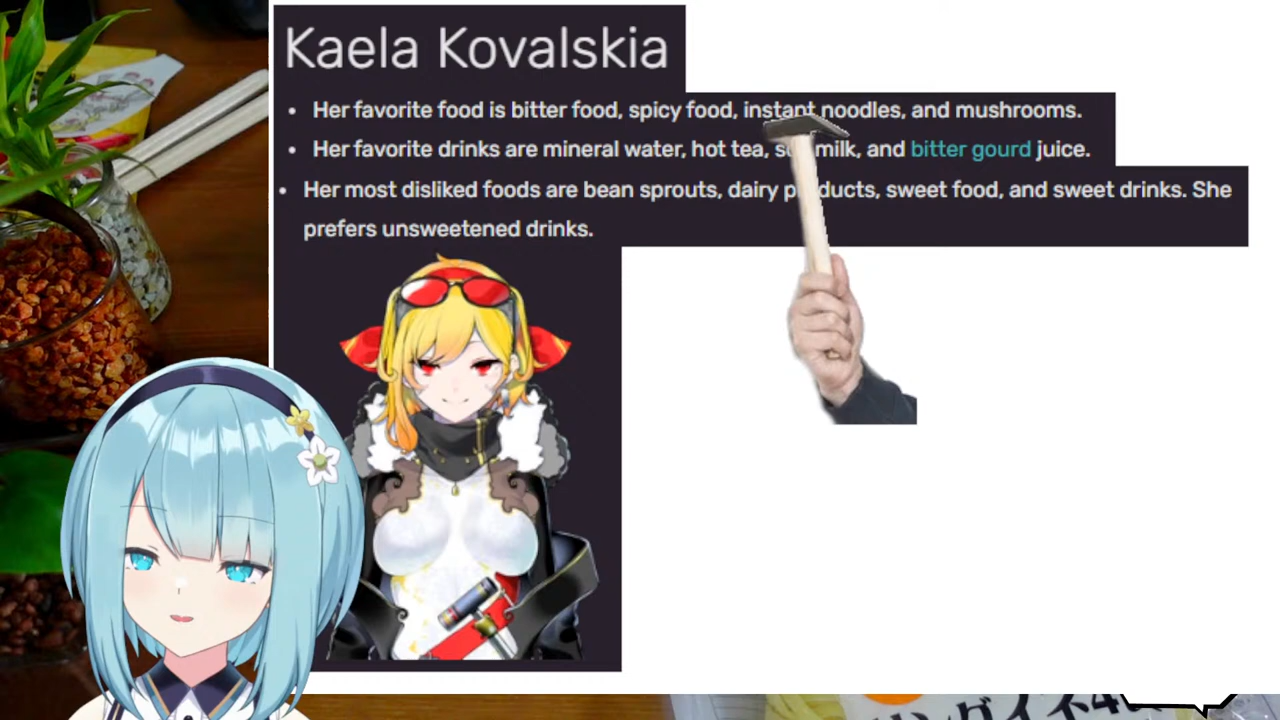 Kaela Kovalskia
• Her favorite food is bitter food, spicy food, instant noodles, and mushrooms.
• Her favorite drinks are mineral water, hot tea, milk, and bitter gourd juice.
• Her most disliked foods are bean sprouts, dairy products, sweet food, and sweet drinks. She
prefers unsweetened drinks.